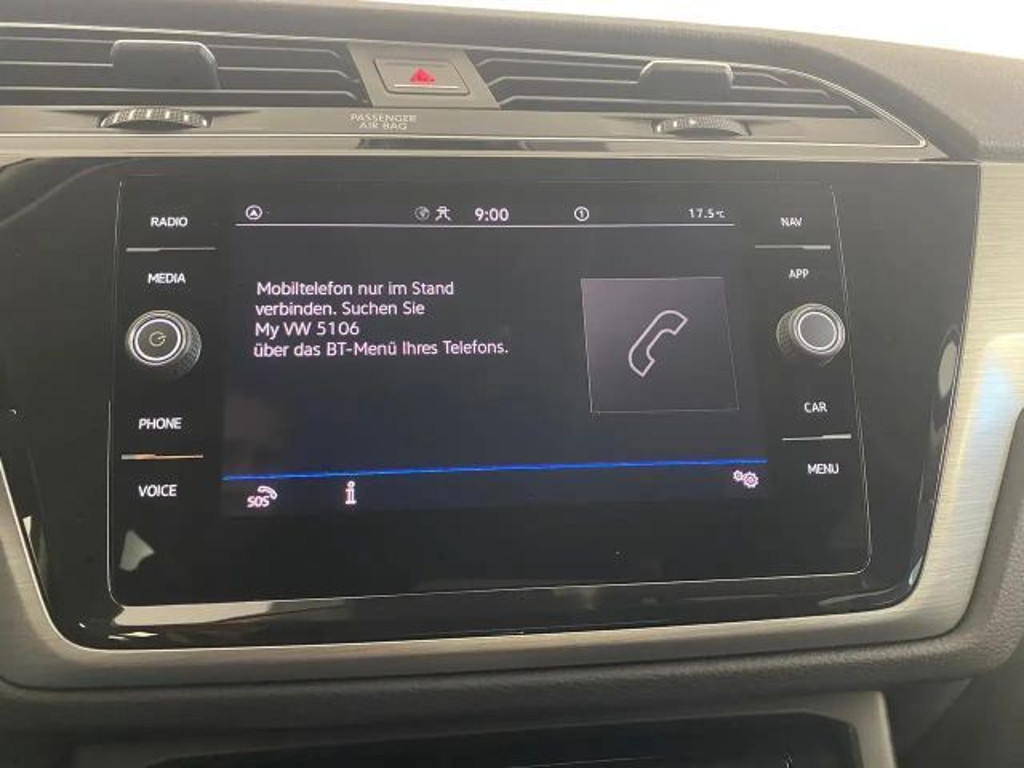 PASSENGER
AIR BAG
RADIO
MEDIA
PHONE
VOICE
9:00
1
17.5°C
Mobiltelefon nur im Stand
verbinden. Suchen Sie
My VW 5106
über das BT-Menü Ihres Telefons.
SOS
i
NAV
APP
CAR
MENU